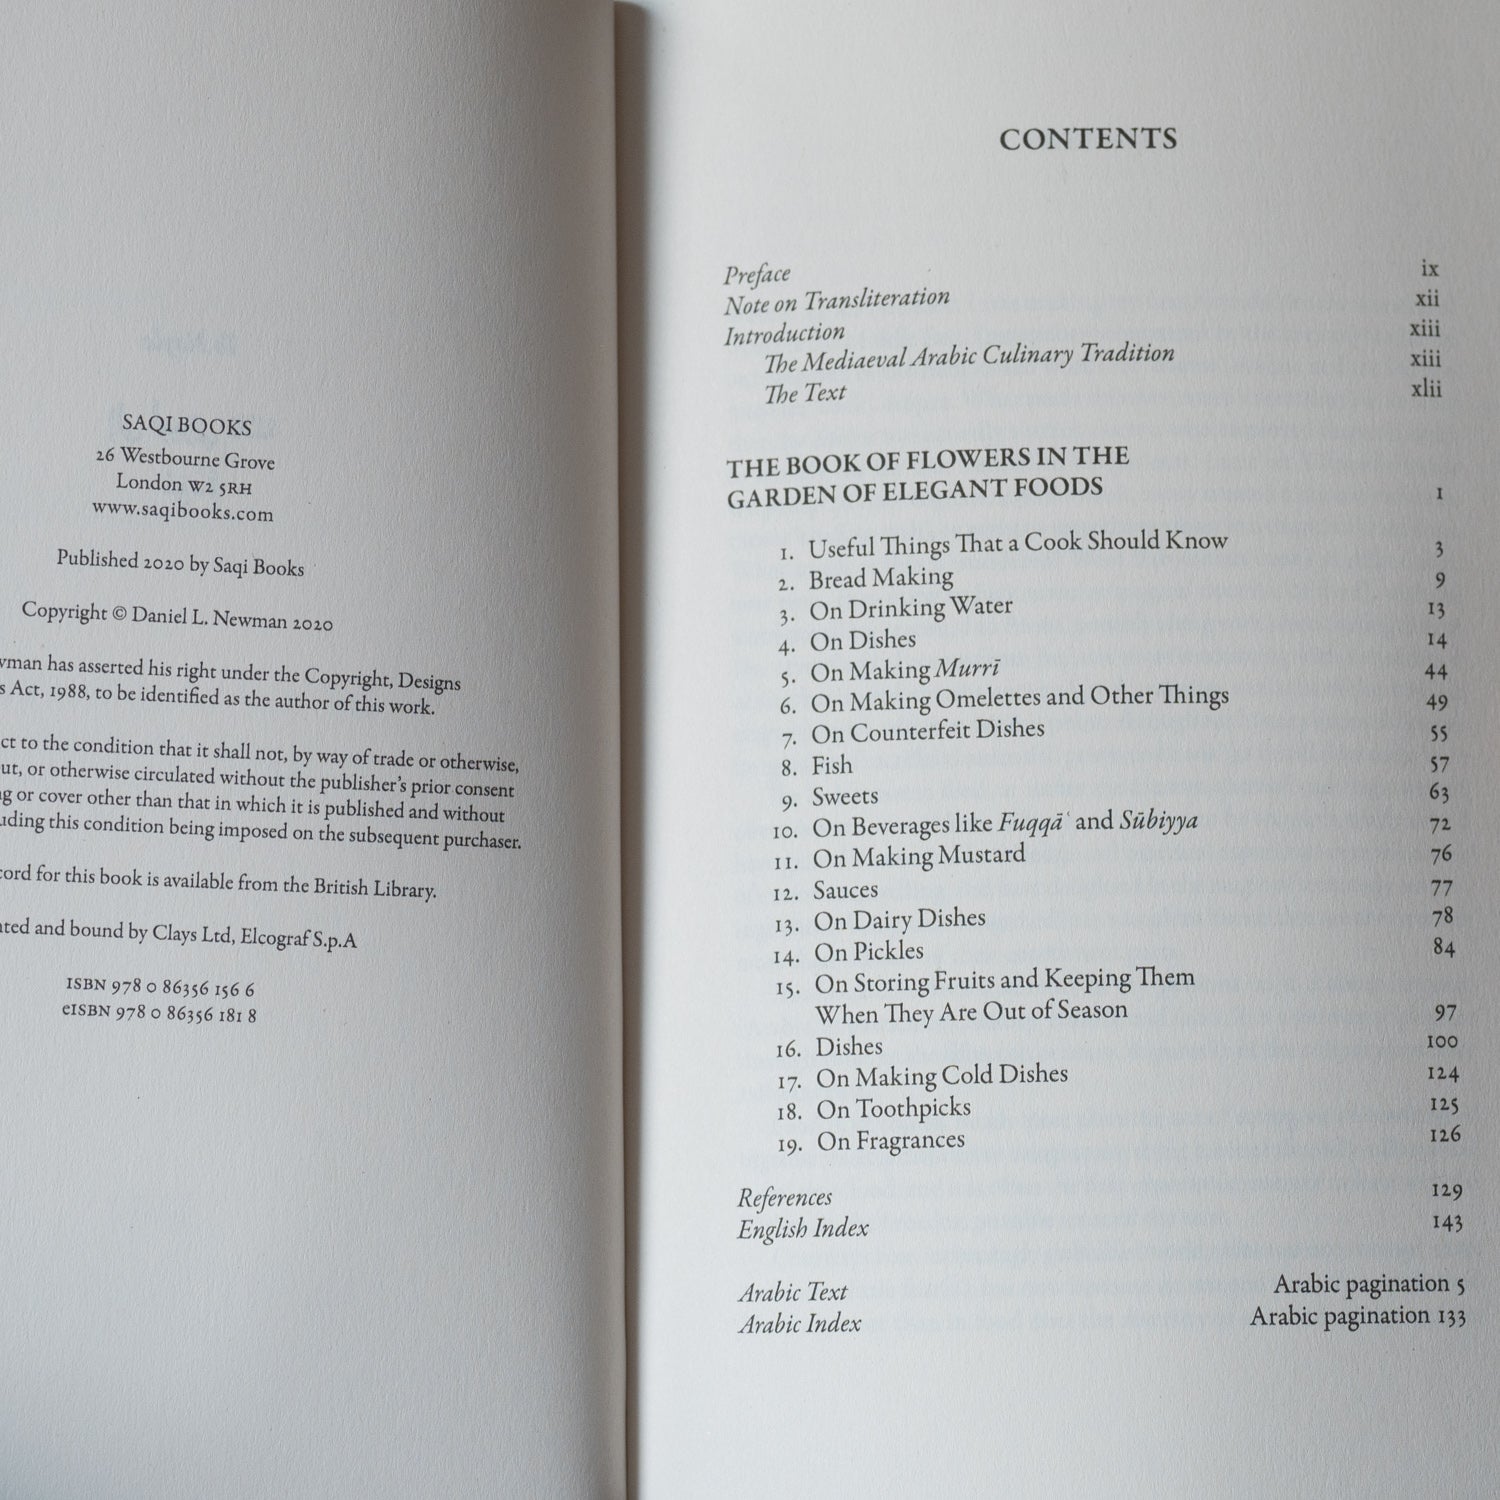 SAQI BOOKS
26 Westbourne Grove
London W2 5RH
www.saqibooks.com
Published 2020 by Saqi Books
Copyright © Daniel L. Newman 2020
has asserted his right under the Copyright, Designs
Act, 1988, to be identified as the author of this work.
to the condition that it shall not, by way of trade or otherwise,
or otherwise circulated without the publisher's prior consent
or cover other than that in which it is published and without
this condition being imposed on the subsequent purchaser.
for this book is available from the British Library.
and bound by Clays Ltd, Elcograf S.p.A
ISBN 978 0 86356 156 6
eISBN 978 0 86356 181 8
CONTENTS
Preface ix
Note on Transliteration xii
Introduction xiii
The Mediaeval Arabic Culinary Tradition xiii
The Text xlii
THE BOOK OF FLOWERS IN THE
GARDEN OF ELEGANT FOODS 1
1. Useful Things That a Cook Should Know 3
2. Bread Making 9
3. On Drinking Water 13
4. On Dishes 14
5. On Making Murrī 44
6. On Making Omelettes and Other Things 49
7. On Counterfeit Dishes 55
8. Fish 57
9. Sweets 63
10. On Beverages like Fuqqāʿ and Sūbiyya 72
11. On Making Mustard 76
12. Sauces 77
13. On Dairy Dishes 78
14. On Pickles 84
15. On Storing Fruits and Keeping Them
When They Are Out of Season 97
16. Dishes 100
17. On Making Cold Dishes 124
18. On Toothpicks 125
19. On Fragrances 126
References 129
English Index 143
Arabic Text Arabic pagination 5
Arabic Index Arabic pagination 133